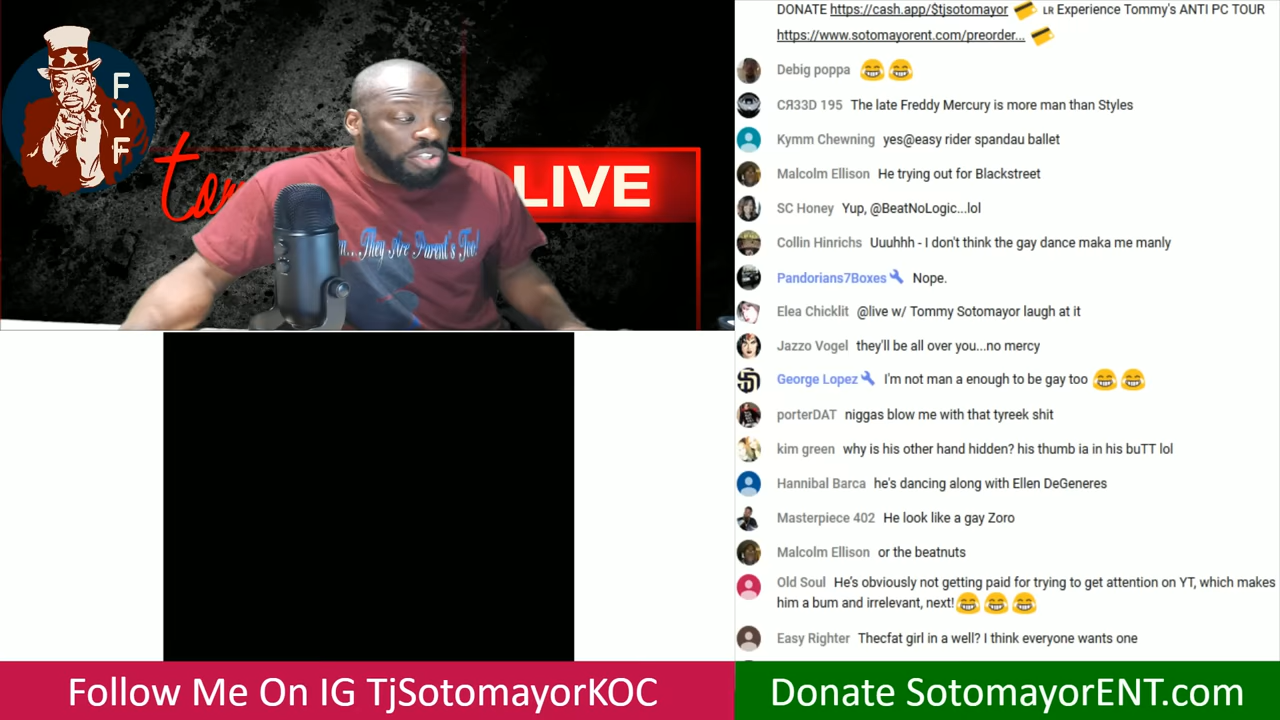 FYF
LIVE
They Are Parent's Too!
Follow Me On IG TjSotomayorKOC
DONATE https://cash.app/$tjsotomayor LR Experience Tommy's ANTI PC TOUR
https://www.sotomayorent.com/preorder...
Debig poppa
CЯ33D 195 The late Freddy Mercury is more man than Styles
Kymm Chewning yes@easy rider spandau ballet
Malcolm Ellison He trying out for Blackstreet
SC Honey Yup, @BeatNoLogic...lol
Collin Hinrichs Uuuhhh - I don't think the gay dance maka me manly
Pandorians7Boxes Nope.
Elea Chicklit @live w/ Tommy Sotomayor laugh at it
Jazzo Vogel they'll be all over you...no mercy
George Lopez I'm not man a enough to be gay too
porterDAT niggas blow me with that tyreek shit
kim green why is his other hand hidden? his thumb ia in his buTT lol
Hannibal Barca he's dancing along with Ellen DeGeneres
Masterpiece 402 He look like a gay Zoro
Malcolm Ellison or the beatnuts
Old Soul He's obviously not getting paid for trying to get attention on YT, which makes
him a bum and irrelevant, next!
Easy Righter Thecfat girl in a well? I think everyone wants one
Donate SotomayorENT.com